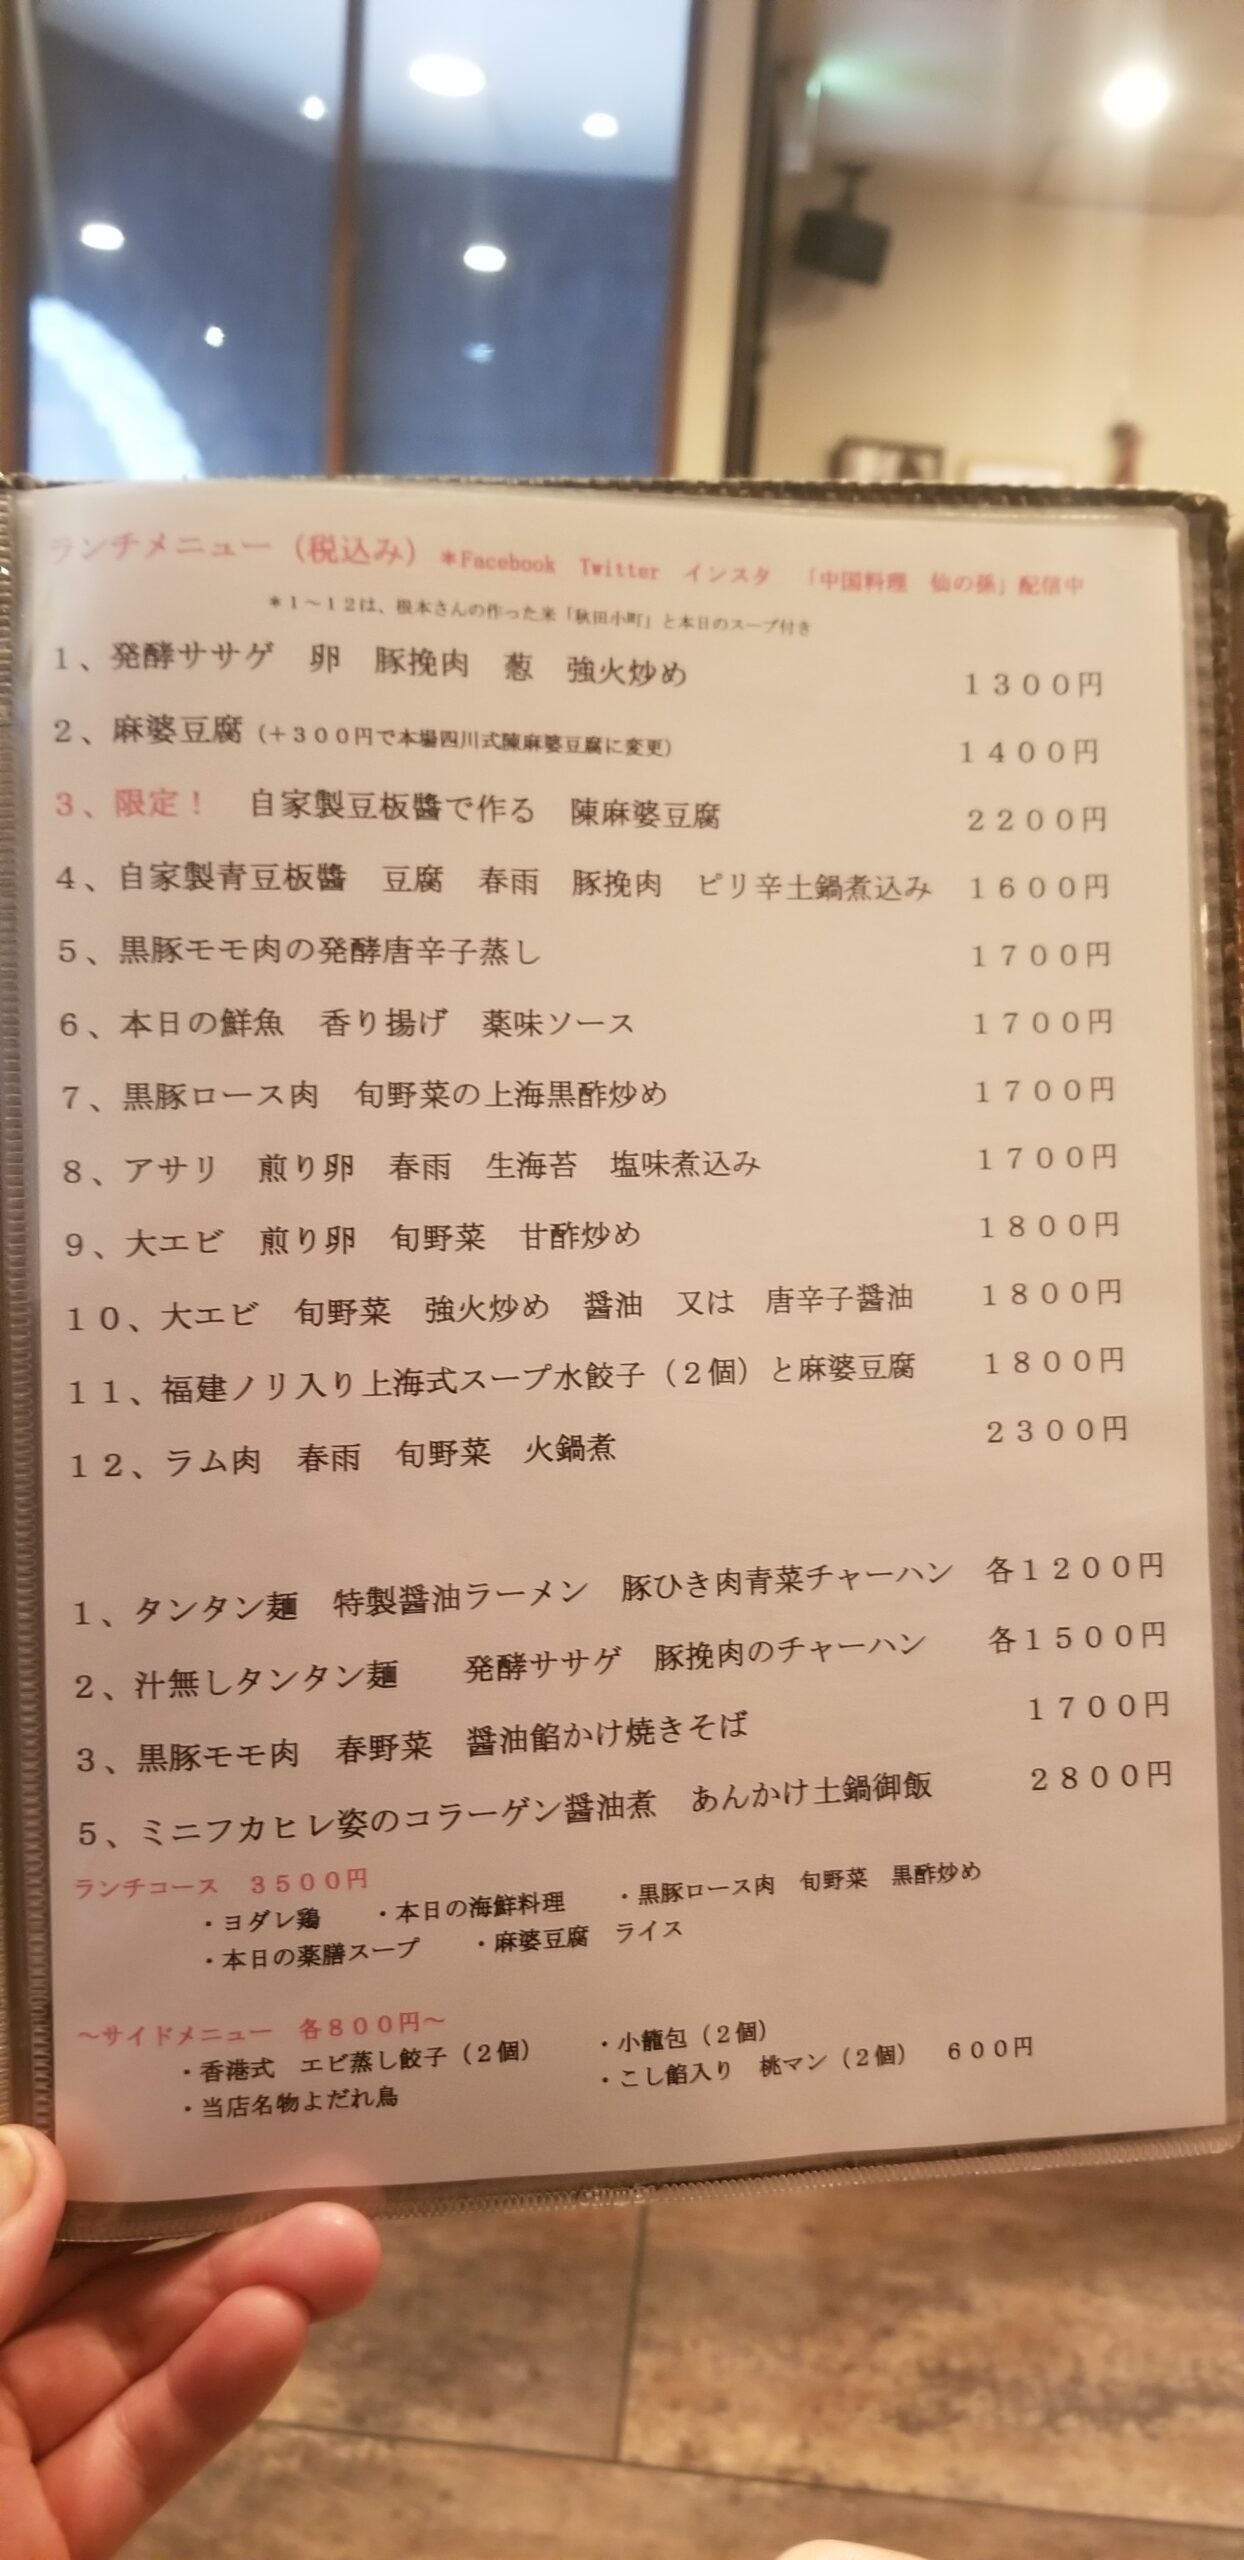 ランチメニュー（税込み）＊Facebook　Twitter　インスタ　「中国料理　仙の孫」配信中
＊１～１２は、根本さんの作った米「秋田小町」と本日のスープ付き
１、発酵ササゲ　卵　豚挽肉　葱　強火炒め　１３００円
２、麻婆豆腐（＋３００円で本場四川式陳麻婆豆腐に変更）　１４００円
３、限定！　自家製豆板醬で作る　陳麻婆豆腐　２２００円
４、自家製青豆板醬　豆腐　春雨　豚挽肉　ピリ辛土鍋煮込み　１６００円
５、黒豚モモ肉の発酵唐辛子蒸し　１７００円
６、本日の鮮魚　香り揚げ　薬味ソース　１７００円
７、黒豚ロース肉　旬野菜の上海黒酢炒め　１７００円
８、アサリ　煎り卵　春雨　生海苔　塩味煮込み　１７００円
９、大エビ　煎り卵　旬野菜　甘酢炒め　１８００円
１０、大エビ　旬野菜　強火炒め　醤油　又は　唐辛子醤油　１８００円
１１、福建ノリ入り上海式スープ水餃子（２個）と麻婆豆腐　１８００円
１２、ラム肉　春雨　旬野菜　火鍋煮　２３００円
１、タンタン麺　特製醤油ラーメン　豚ひき肉青菜チャーハン　各１２００円
２、汁無しタンタン麺　　発酵ササゲ　豚挽肉のチャーハン　各１５００円
３、黒豚モモ肉　春野菜　醤油餡かけ焼きそば　１７００円
５、ミニフカヒレ姿のコラーゲン醤油煮　あんかけ土鍋御飯　２８００円
ランチコース　３５００円
・ヨダレ鶏　・本日の海鮮料理　・黒豚ロース肉　旬野菜　黒酢炒め
・本日の薬膳スープ　・麻婆豆腐　ライス
～サイドメニュー　各８００円～
・香港式　エビ蒸し餃子（２個）　・小籠包（２個）
・当店名物よだれ鳥　・こし餡入り　桃マン（２個）　６００円